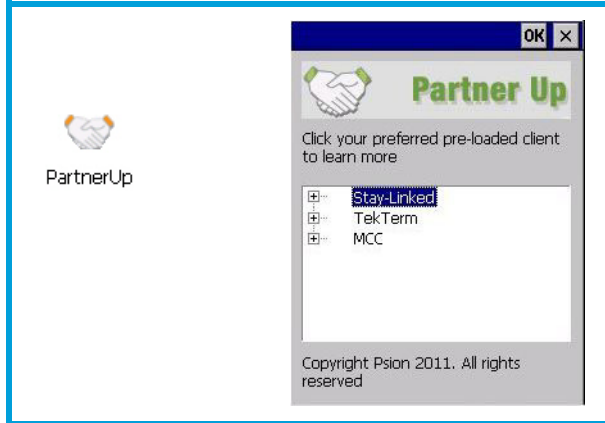 PartnerUp
OK
Partner Up
Click your preferred pre-loaded client
to learn more
Stay-Linked
TekTerm
MCC
Copyright Psion 2011. All rights
reserved